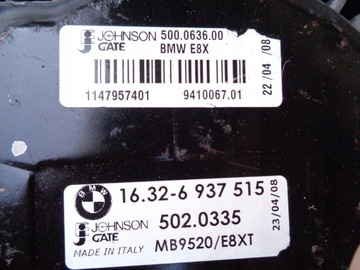 JOHNSON 500.0636.00
GATE BMW E8X
22/04/08
1147957401 9410067.01
BMW 16.32-6 937 515
JOHNSON 502.0335
GATE
MADE IN ITALY MB9520/E8XT
23/04/08